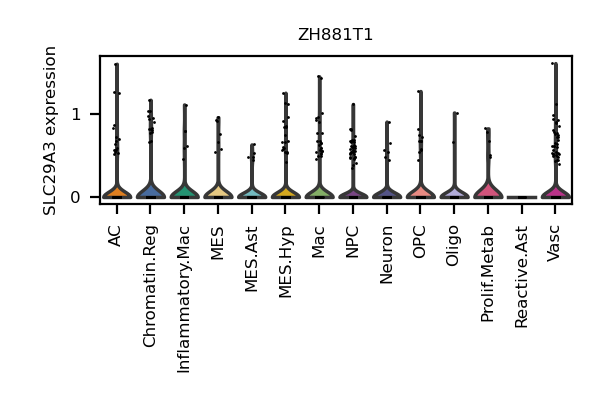 ZH881T1
SLC29A3 expression
1
0
AC
Chromatin.Reg
Inflammatory.Mac
MES
MES.Ast
MES.Hyp
Mac
NPC
Neuron
OPC
Oligo
Prolif.Metab
Reactive.Ast
Vasc